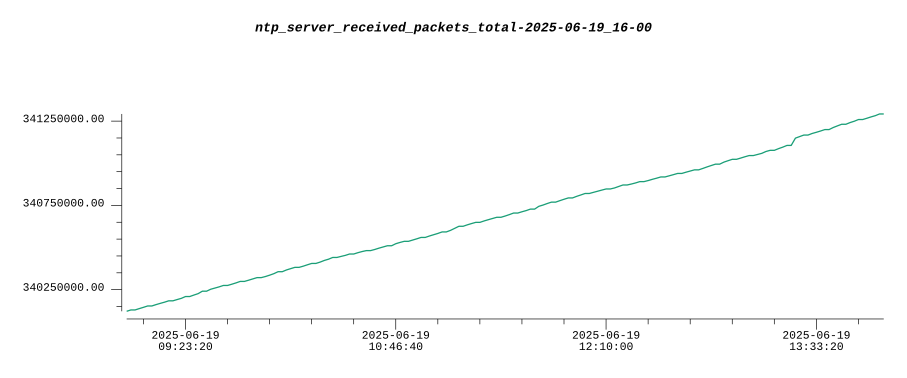 ntp_server_received_packets_total-2025-06-19_16-00
341250000.00
340750000.00
340250000.00
2025-06-19 2025-06-19 2025-06-19 2025-06-19
09:23:20 10:46:40 12:10:00 13:33:20